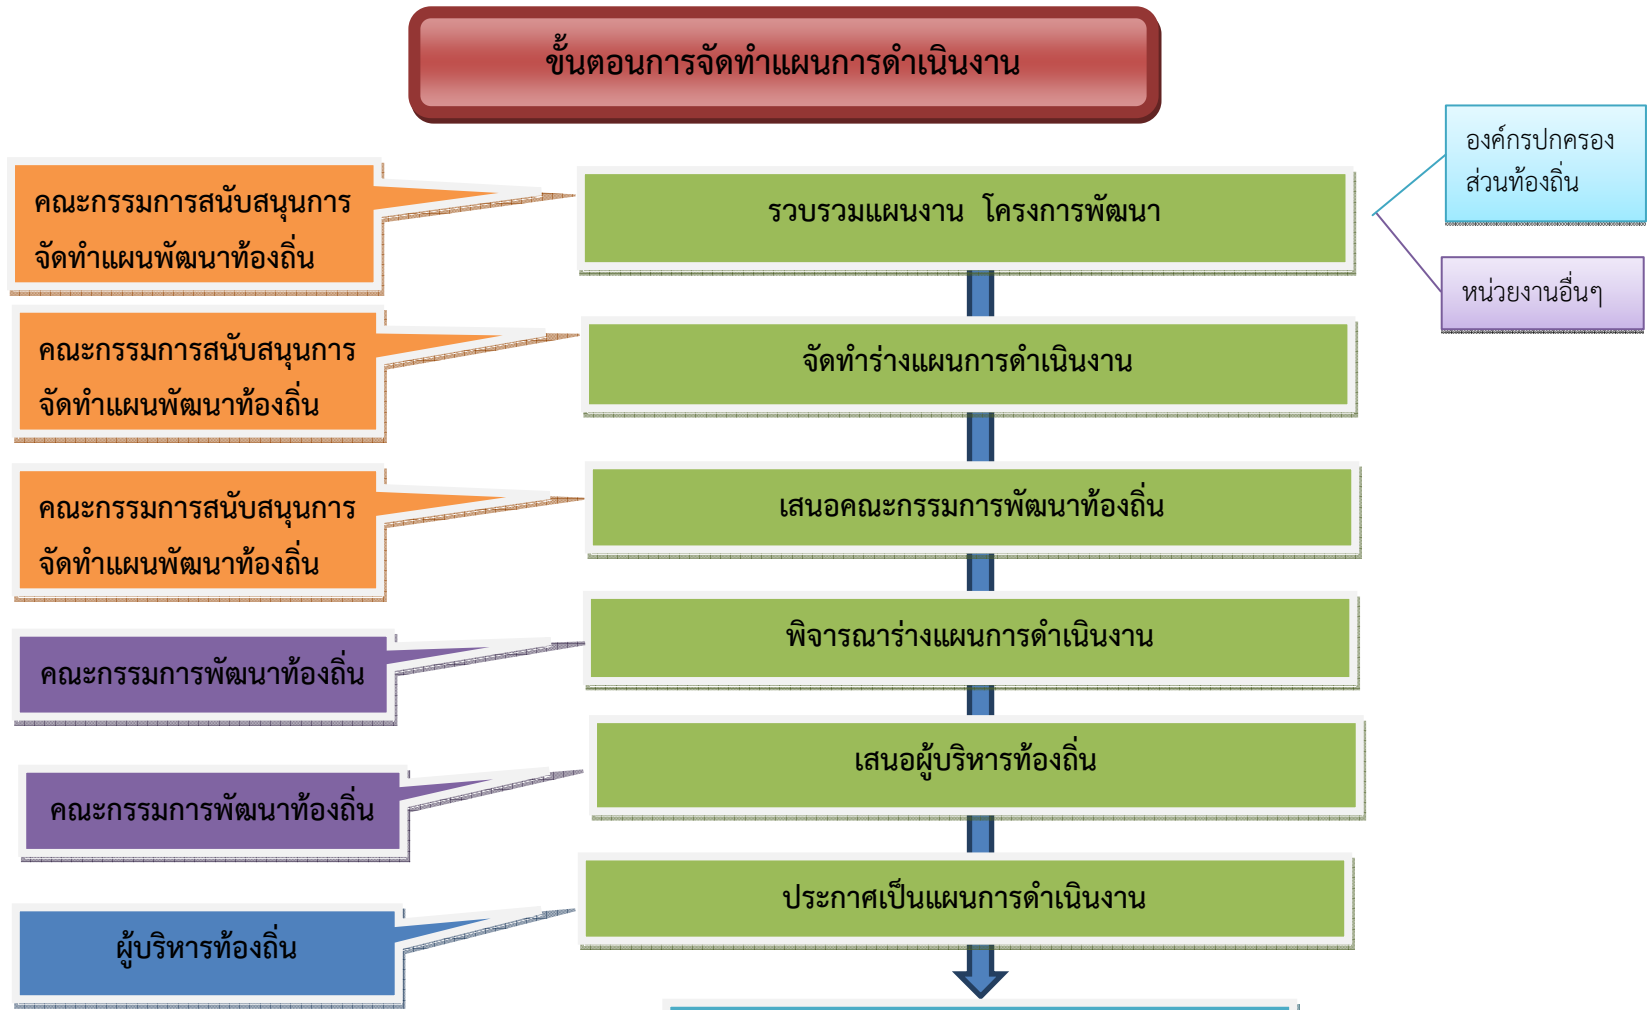 ขั้นตอนการจัดทำแผนการดำเนินงาน
องค์กรปกครอง
ส่วนท้องถิ่น
หน่วยงานอื่นๆ
คณะกรรมการสนับสนุนการ
จัดทำแผนพัฒนาท้องถิ่น
รวบรวมแผนงาน โครงการพัฒนา
คณะกรรมการสนับสนุนการ
จัดทำแผนพัฒนาท้องถิ่น
จัดทำร่างแผนการดำเนินงาน
คณะกรรมการสนับสนุนการ
จัดทำแผนพัฒนาท้องถิ่น
เสนอคณะกรรมการพัฒนาท้องถิ่น
คณะกรรมการพัฒนาท้องถิ่น
พิจารณาร่างแผนการดำเนินงาน
คณะกรรมการพัฒนาท้องถิ่น
เสนอผู้บริหารท้องถิ่น
ผู้บริหารท้องถิ่น
ประกาศเป็นแผนการดำเนินงาน